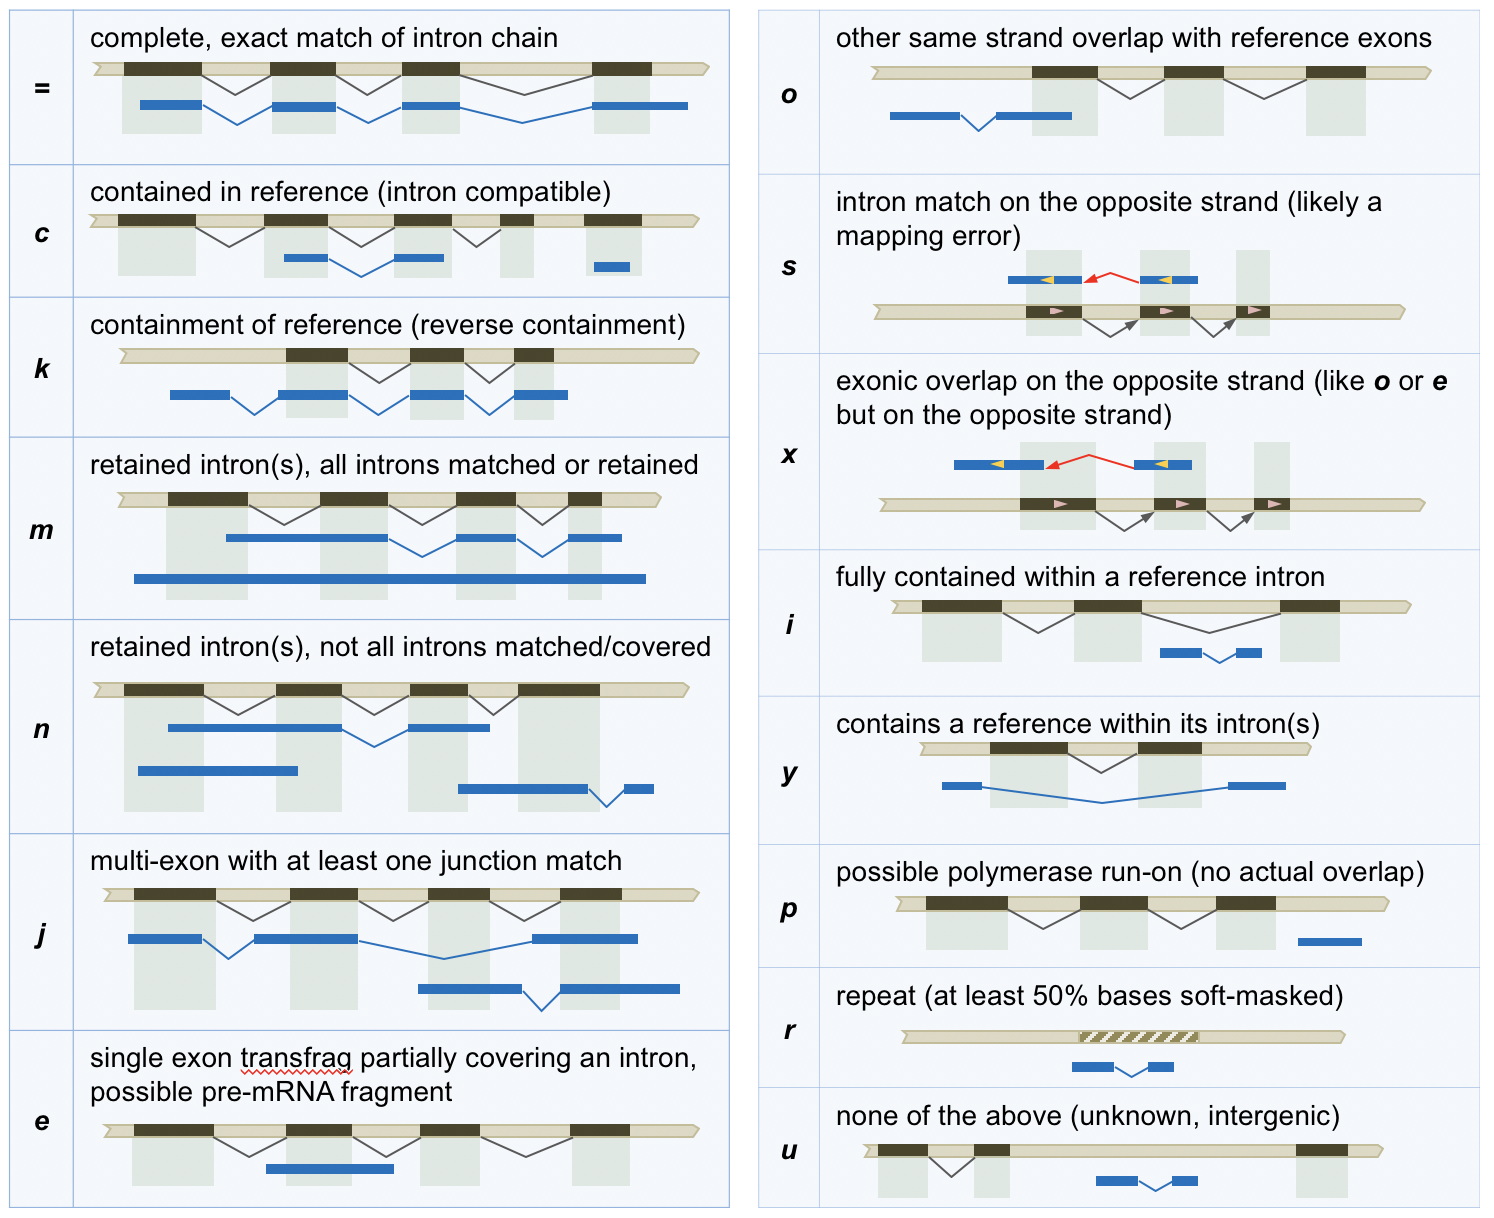 =
complete, exact match of intron chain
c
contained in reference (intron compatible)
k
containment of reference (reverse containment)
m
retained intron(s), all introns matched or retained
n
retained intron(s), not all introns matched/covered
j
multi-exon with at least one junction match
e
single exon transfrag partially covering an intron,
possible pre-mRNA fragment
o
other same strand overlap with reference exons
s
intron match on the opposite strand (likely a
mapping error)
x
exonic overlap on the opposite strand (like o or e
but on the opposite strand)
i
fully contained within a reference intron
y
contains a reference within its intron(s)
p
possible polymerase run-on (no actual overlap)
r
repeat (at least 50% bases soft-masked)
u
none of the above (unknown, intergenic)